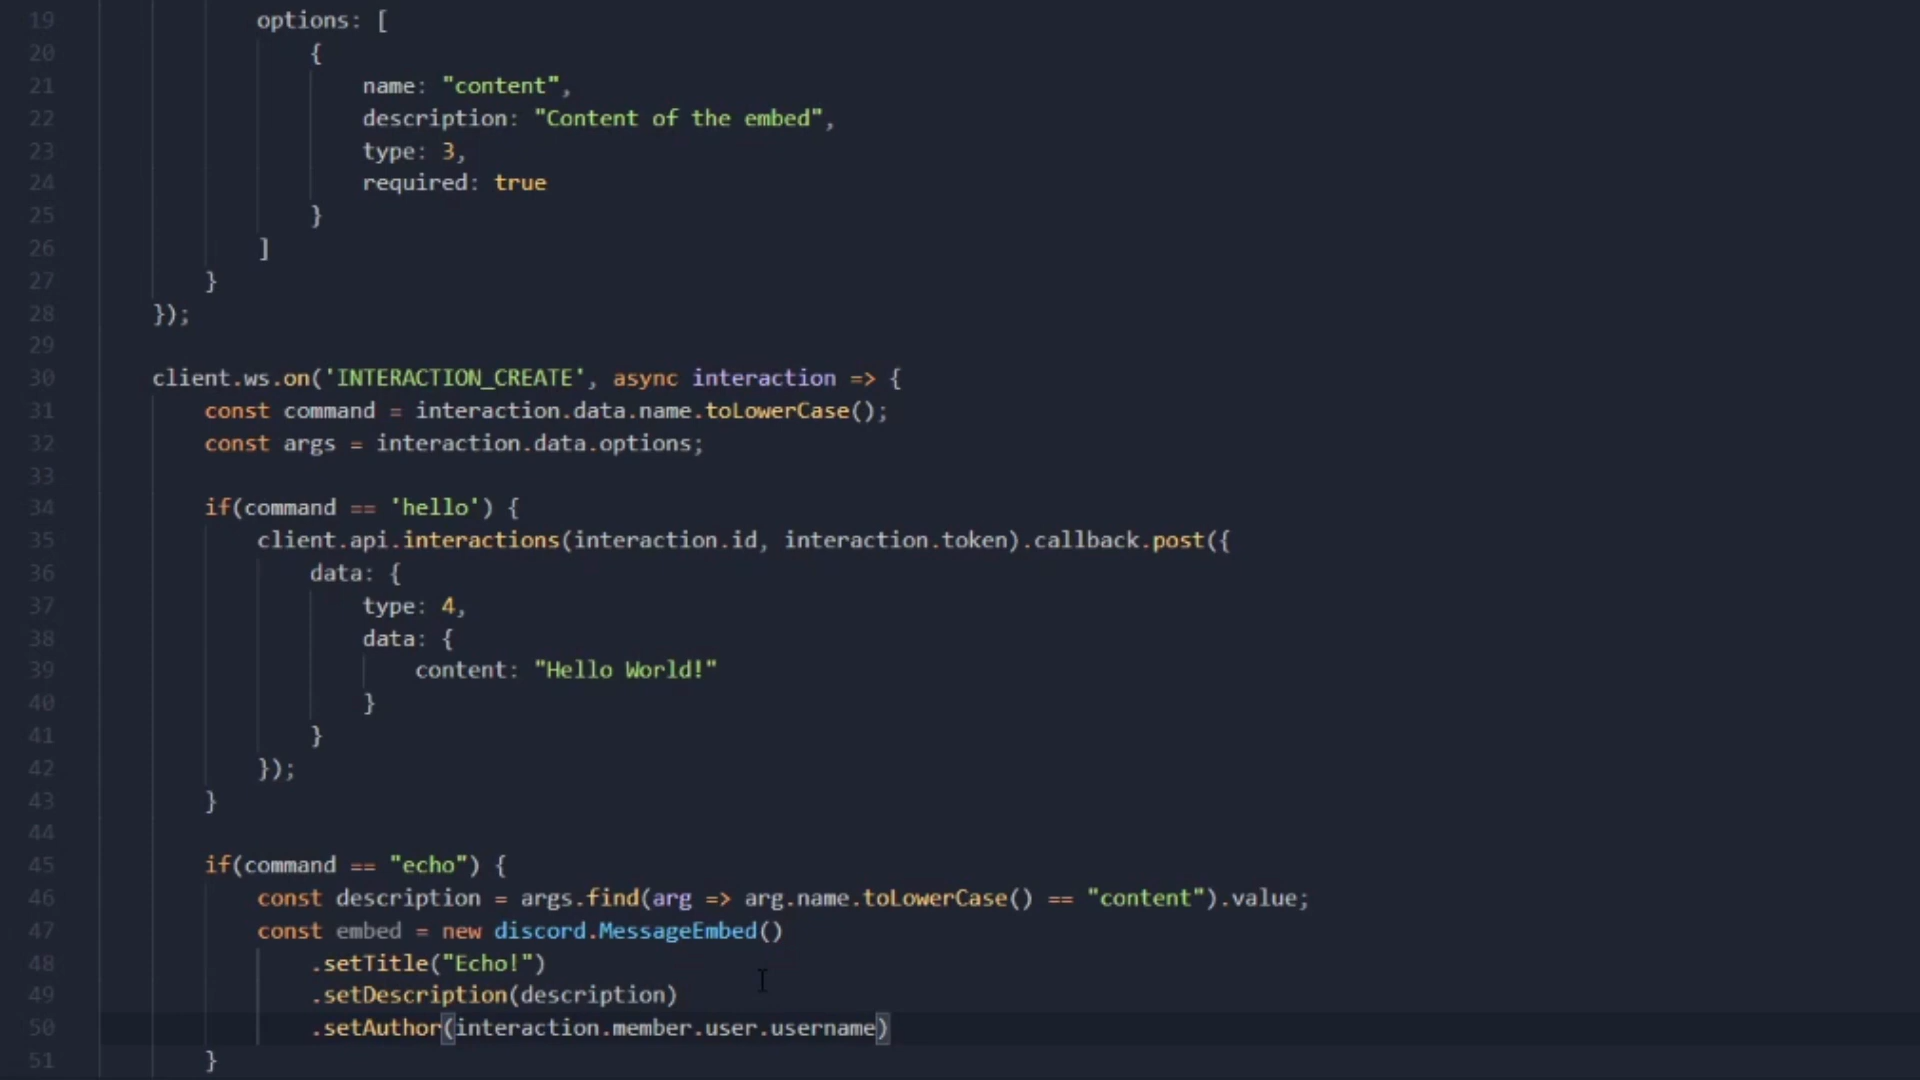 19 options: [
20 {
21 name: "content",
22 description: "Content of the embed",
23 type: 3,
24 required: true
25 }
26 ]
27 }
28 });
29
30 client.ws.on('INTERACTION_CREATE', async interaction => {
31 const command = interaction.data.name.toLowerCase();
32 const args = interaction.data.options;
33
34 if(command == 'hello') {
35 client.api.interactions(interaction.id, interaction.token).callback.post({
36 data: {
37 type: 4,
38 data: {
39 content: "Hello World!"
40 }
41 }
42 });
43 }
44
45 if(command == "echo") {
46 const description = args.find(arg => arg.name.toLowerCase() == "content").value;
47 const embed = new discord.MessageEmbed()
48 .setTitle("Echo!")
49 .setDescription(description)
50 .setAuthor(interaction.member.user.username)
51 }